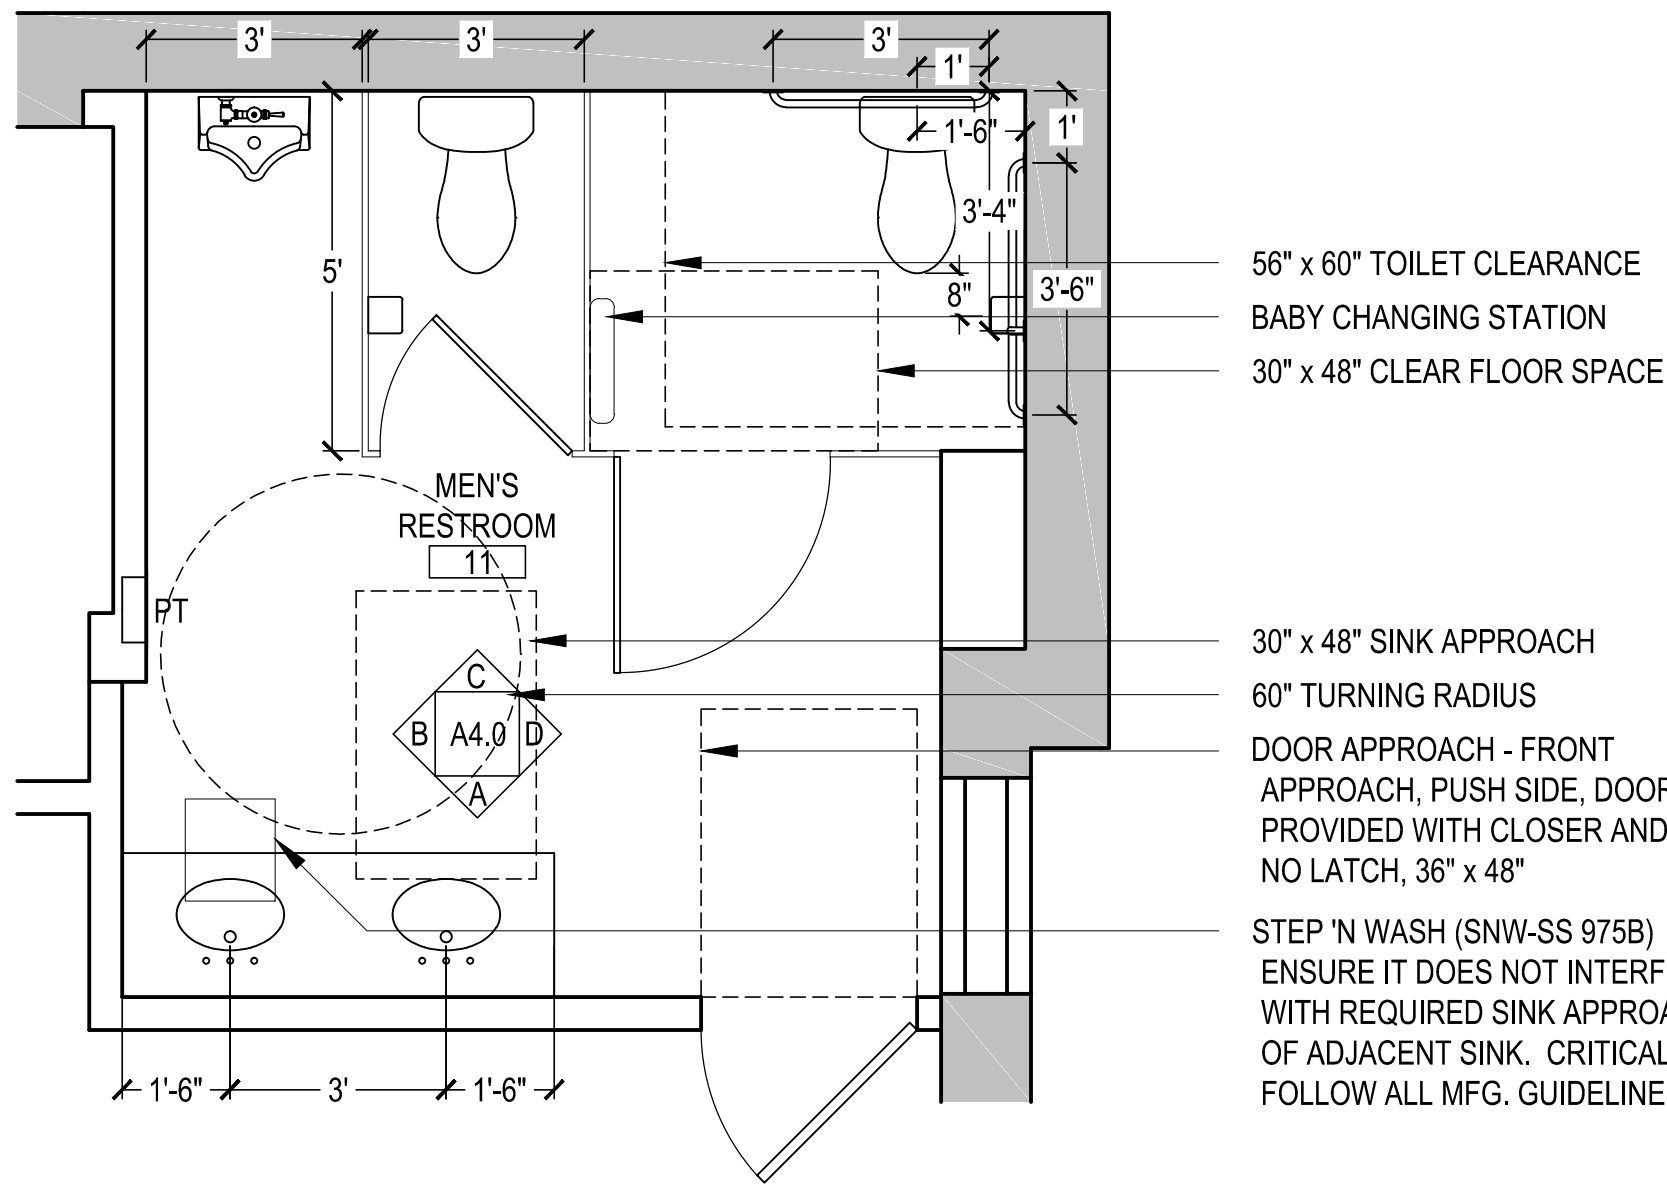 3'
3'
3'
1'
1'-6"
1'
5'
3'-4"
8"
3'-6"
56" x 60" TOILET CLEARANCE
BABY CHANGING STATION
30" x 48" CLEAR FLOOR SPACE
MEN'S
RESTROOM
11
PT
C
B
A4.0
D
A
30" x 48" SINK APPROACH
60" TURNING RADIUS
DOOR APPROACH - FRONT
APPROACH, PUSH SIDE, DOOR
PROVIDED WITH CLOSER AND
NO LATCH, 36" x 48"
STEP 'N WASH (SNW-SS 975B)
ENSURE IT DOES NOT INTERF
WITH REQUIRED SINK APPROA
OF ADJACENT SINK. CRITICAL
FOLLOW ALL MFG. GUIDELINE
1'-6"
3'
1'-6"